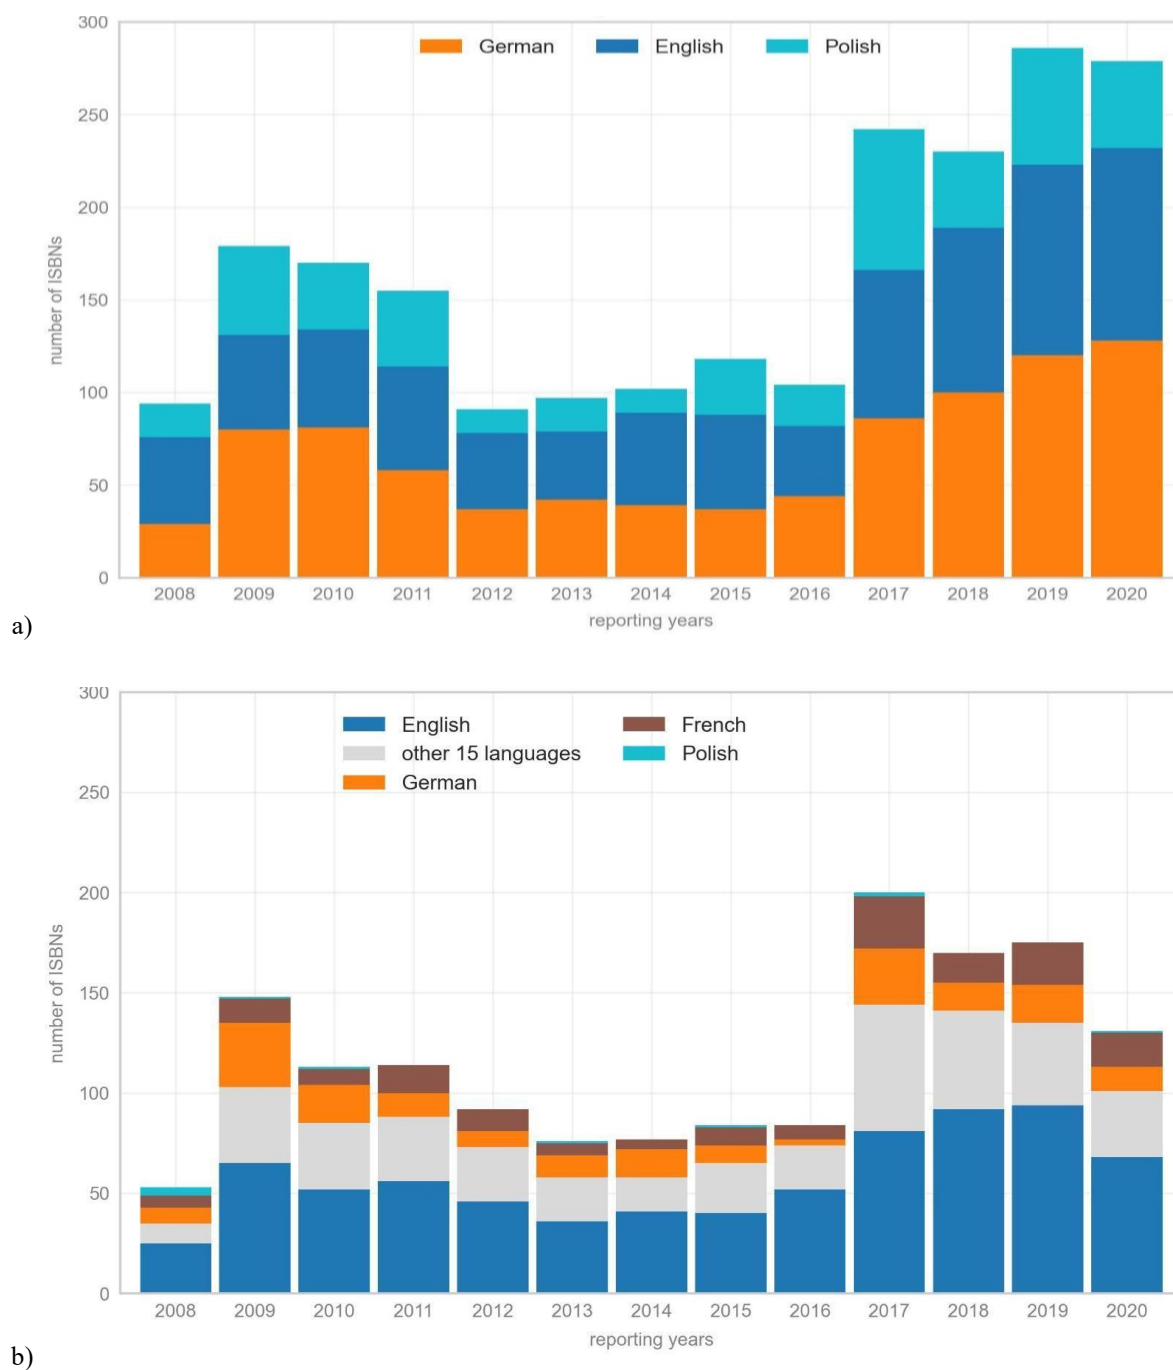 300
German English Polish
250
200
150
100
50
0
number of ISBNs
2008 2009 2010 2011 2012 2013 2014 2015 2016 2017 2018 2019 2020
reporting years
a)
300
English French
other 15 languages Polish
German
250
200
150
100
50
0
number of ISBNs
2008 2009 2010 2011 2012 2013 2014 2015 2016 2017 2018 2019 2020
reporting years
b)